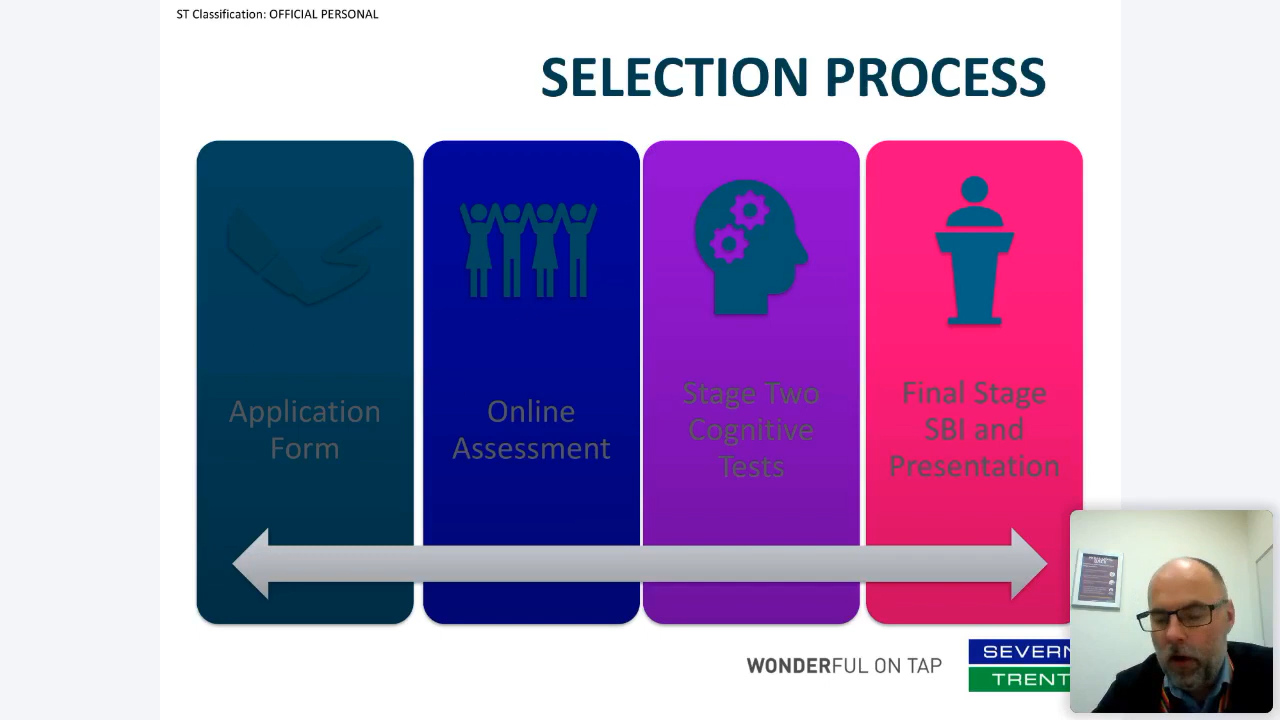 ST Classification: OFFICIAL PERSONAL
SELECTION PROCESS
Application
Form
Online
Assessment
Stage Two
Cognitive
Tests
Final Stage
SBI and
Presentation
WONDERFUL ON TAP
SEVERN
TRENT